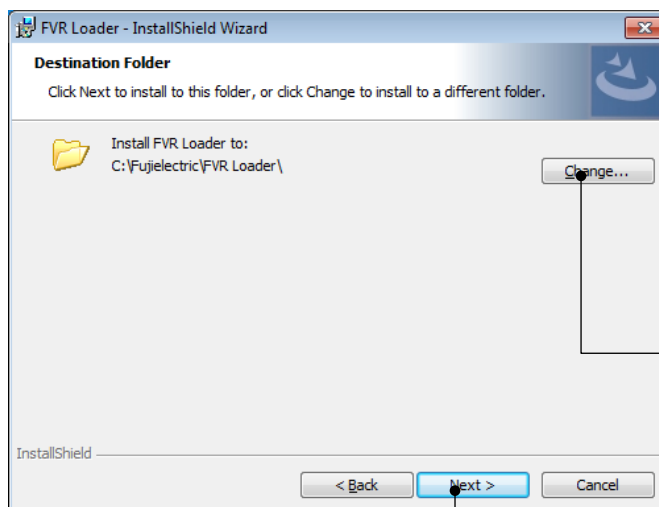 FVR Loader - InstallShield Wizard
Destination Folder
Click Next to install to this folder, or click Change to install to a different folder.
Install FVR Loader to:
C:\Fujielectric\FVR Loader\
Change...
InstallShield
< Back
Next >
Cancel